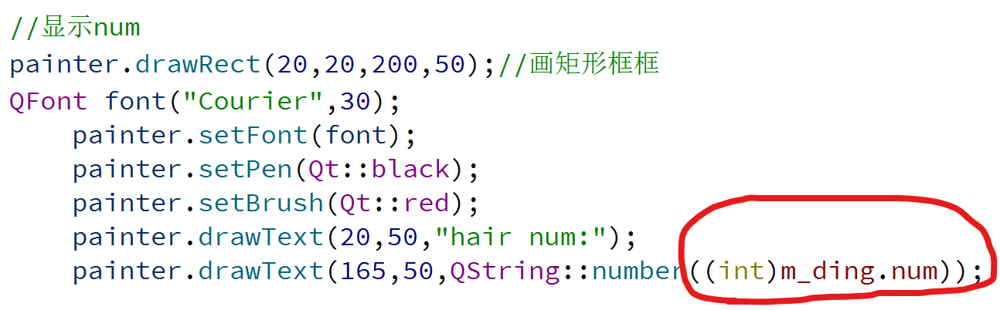 //显示num
painter.drawRect(20,20,200,50);//画矩形框框
QFont font("Courier",30);
    painter.setFont(font);
    painter.setPen(Qt::black);
    painter.setBrush(Qt::red);
    painter.drawText(20,50,"hair num:");
    painter.drawText(165,50,QString::number((int)m_ding.num));